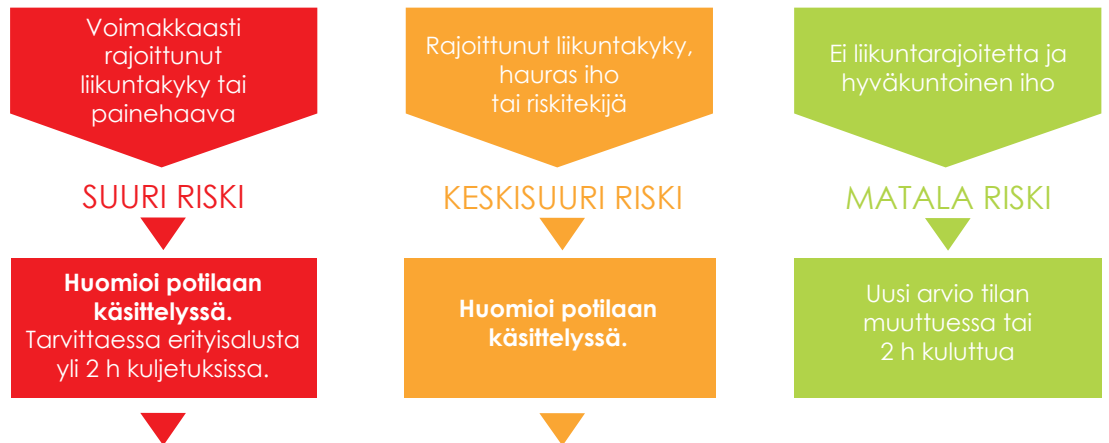 Voimakkaasti
rajoittunut
liikuntakyky tai
painehaava
Rajoittunut liikuntakyky,
hauras iho
tai riskitekijä
Ei liikuntarajoitetta ja
hyväkuntoinen iho
SUURI RISKI
KESKISUURI RISKI
MATALA RISKI
Huomioi potilaan
käsittelyssä.
Tarvittaessa erityisalusta
yli 2 h kuljetuksissa.
Huomioi potilaan
käsittelyssä.
Uusi arvio tilan
muuttuessa tai
2 h kuluttua